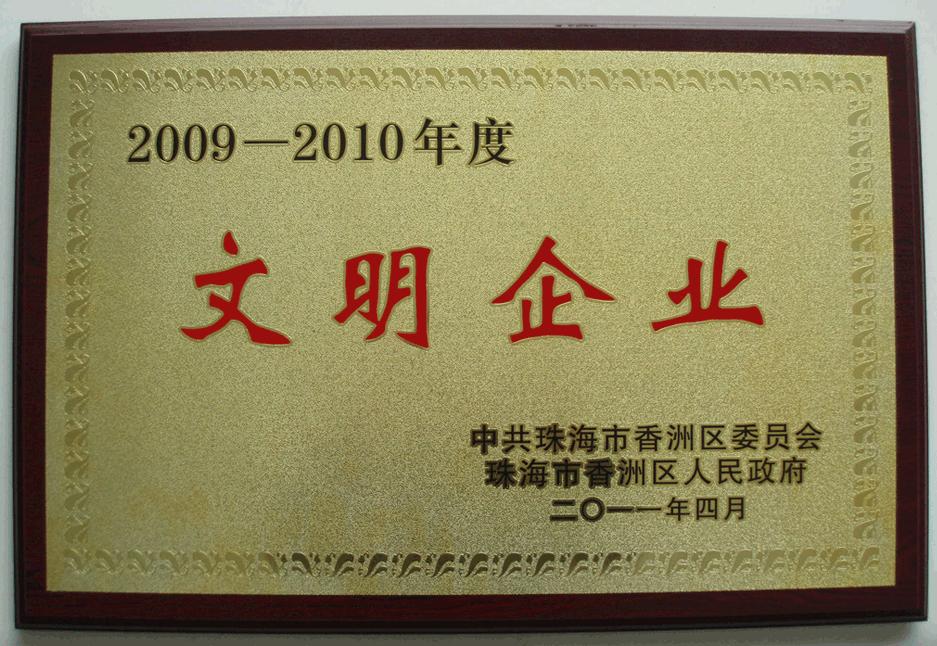 2009—2010年度
文明企业
中共珠海市香洲区委员会
珠海市香洲区人民政府
二〇一一年四月